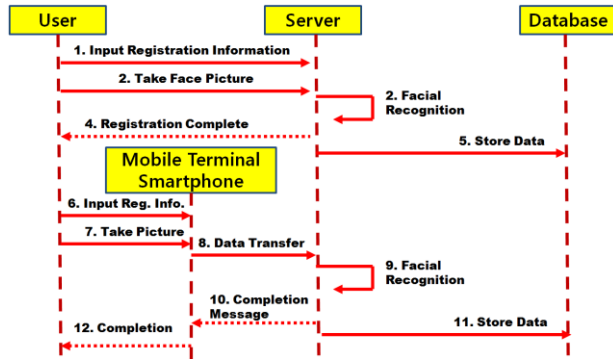 User
Server
Database
1. Input Registration Information
2. Take Face Picture
2. Facial
Recognition
4. Registration Complete
5. Store Data
Mobile Terminal
Smartphone
6. Input Reg. Info.
7. Take Picture
8. Data Transfer
9. Facial
Recognition
10. Completion
Message
11. Store Data
12. Completion